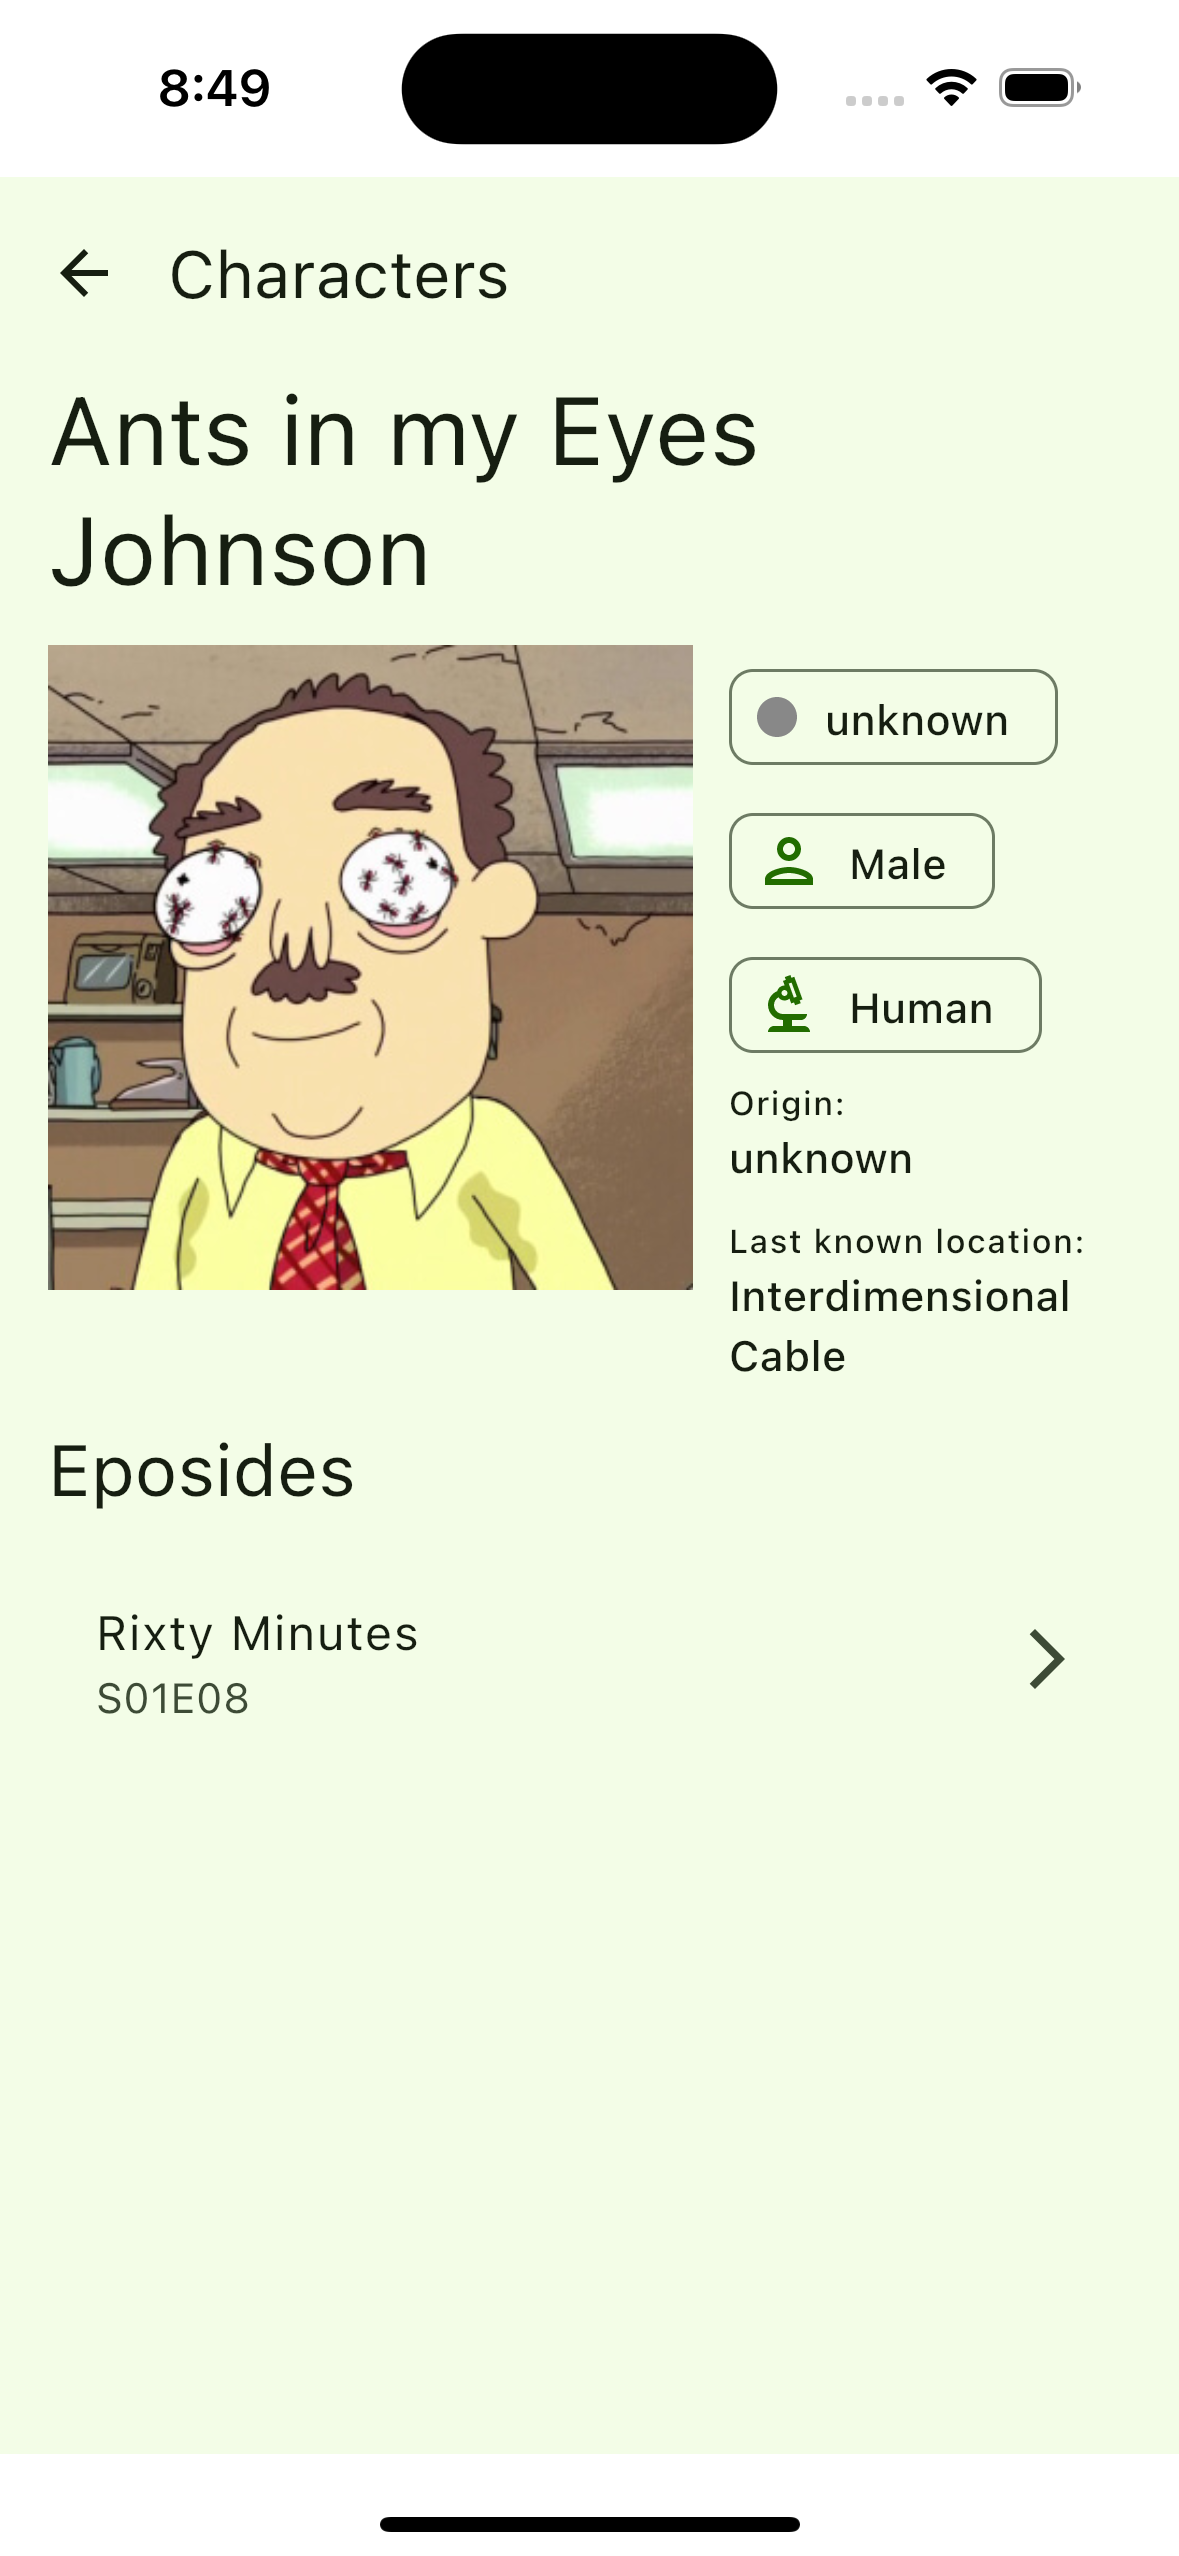 8:49
Characters
Ants in my Eyes
Johnson
unknown
Male
Human
Origin:
unknown
Last known location:
Interdimensional
Cable
Eposides
Rixty Minutes
S01E08